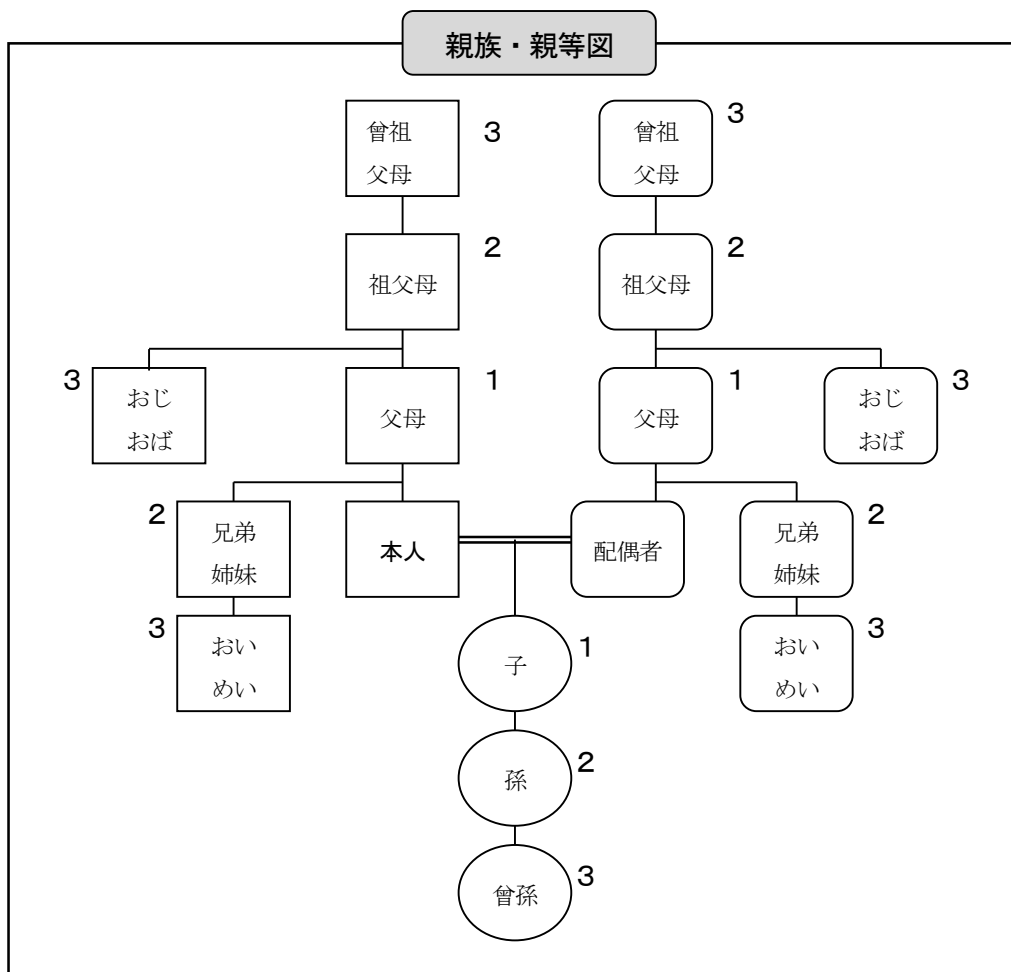 親族・親等図
曾祖
父母
3
曾祖
父母
3
祖父母
2
祖父母
2
3
おじ
おば
父母
1
父母
1
おじ
おば
3
2
兄弟
姉妹
本人
配偶者
兄弟
姉妹
2
3
おい
めい
子
1
おい
めい
3
孫
2
曾孫
3